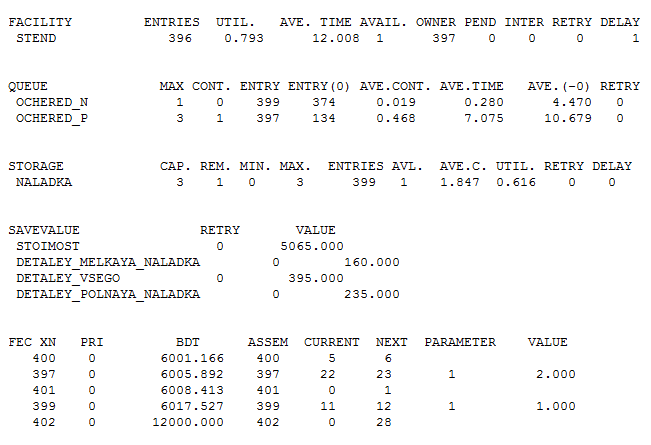 FACILITY ENTRIES UTIL. AVE. TIME AVAIL. OWNER PEND INTER RETRY DELAY
STEND 396 0.793 12.008 1 397 0 0 0 1
QUEUE MAX CONT. ENTRY ENTRY(0) AVE.CONT. AVE.TIME AVE.(-0) RETRY
OCHERED_N 1 0 399 374 0.019 0.280 4.470 0
OCHERED_P 3 1 397 134 0.468 7.075 10.679 0
STORAGE CAP. REM. MIN. MAX. ENTRIES AVL. AVE.C. UTIL. RETRY DELAY
NALADKA 3 1 0 3 399 1 1.847 0.616 0 0
SAVEVALUE RETRY VALUE
STOIMOST 0 5065.000
DETALEY_MELKAYA_NALADKA 0 160.000
DETALEY_VSEGO 0 395.000
DETALEY_POLNAYA_NALADKA 0 235.000
FEC XN PRI BDT ASSEM CURRENT NEXT PARAMETER VALUE
400 0 6001.166 400 5 6
397 0 6005.892 397 22 23 1 2.000
401 0 6008.413 401 0 1
399 0 6017.527 399 11 12 1 1.000
402 0 12000.000 402 0 28